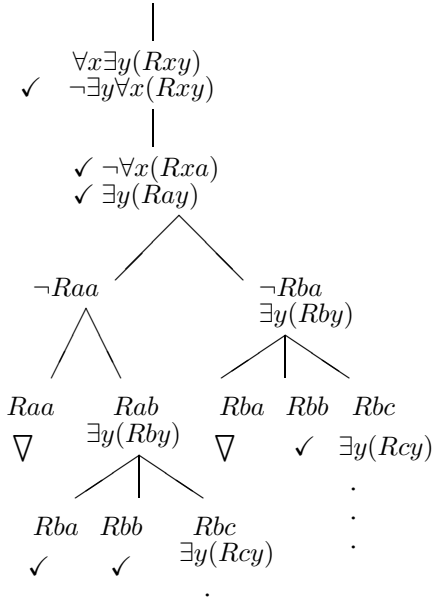 ∀x∃y(Rxy)
✓ ¬∃y∀x(Rxy)
✓ ¬∀x(Rxa)
✓ ∃y(Ray)
¬Raa ¬Rba
∃y(Rby)
Raa Rab Rba Rbb Rbc
∇ ∃y(Rby) ∇ ✓ ∃y(Rcy)
.
.
.
Rba Rbb Rbc
✓ ✓ ∃y(Rcy)
.